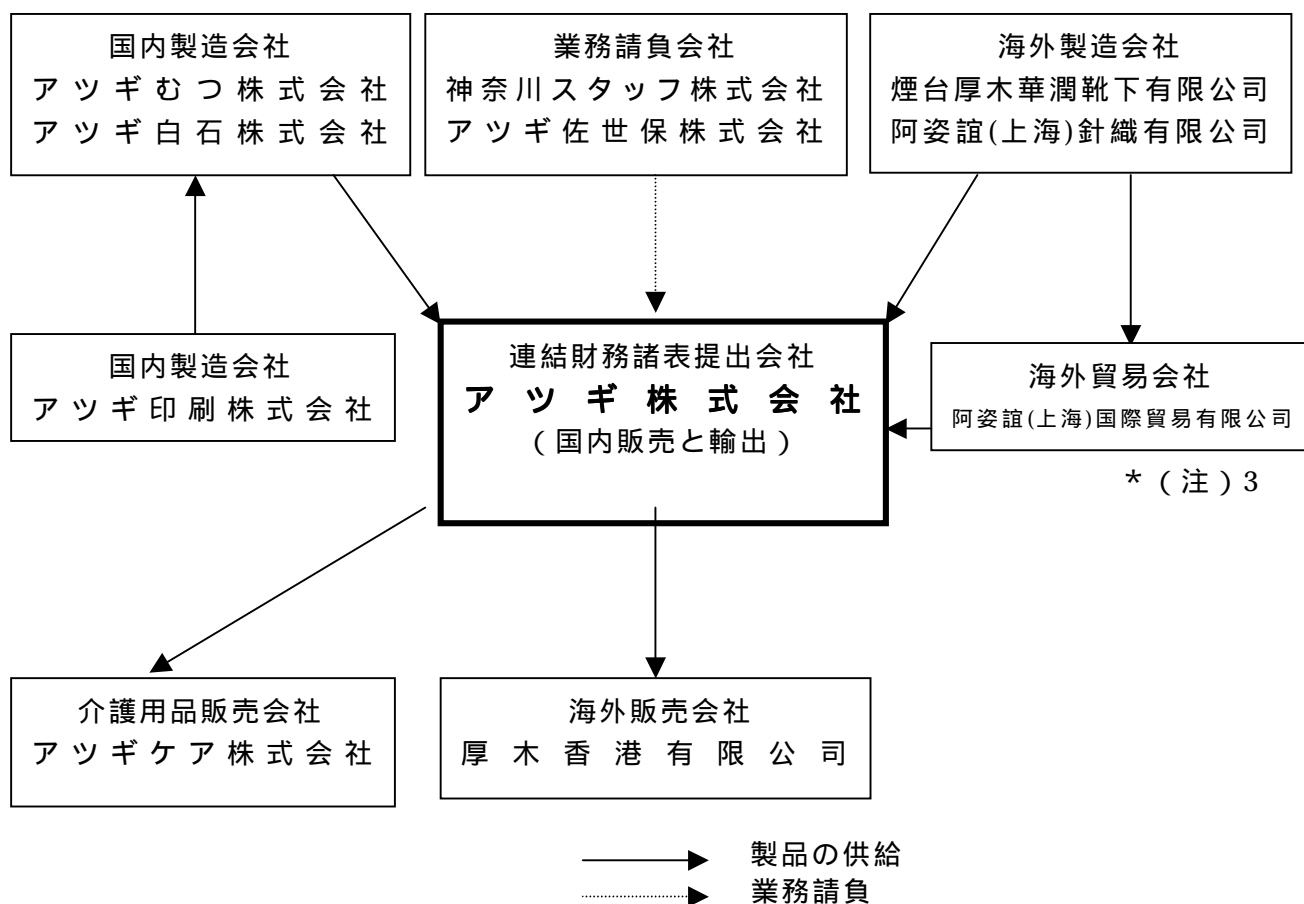 国内製造会社
アツギむつ株式会社
アツギ白石株式会社
業務請負会社
神奈川スタッフ株式会社
アツギ佐世保株式会社
海外製造会社
煙台厚木華潤靴下有限公司
阿姿誼(上海)針織有限公司
国内製造会社
アツギ印刷株式会社
連結財務諸表提出会社
アツギ株式会社
(国内販売と輸出)
海外貿易会社
阿姿誼(上海)国際貿易有限公司
*(注)3
介護用品販売会社
アツギケア株式会社
海外販売会社
厚木香港有限公司
製品の供給
業務請負